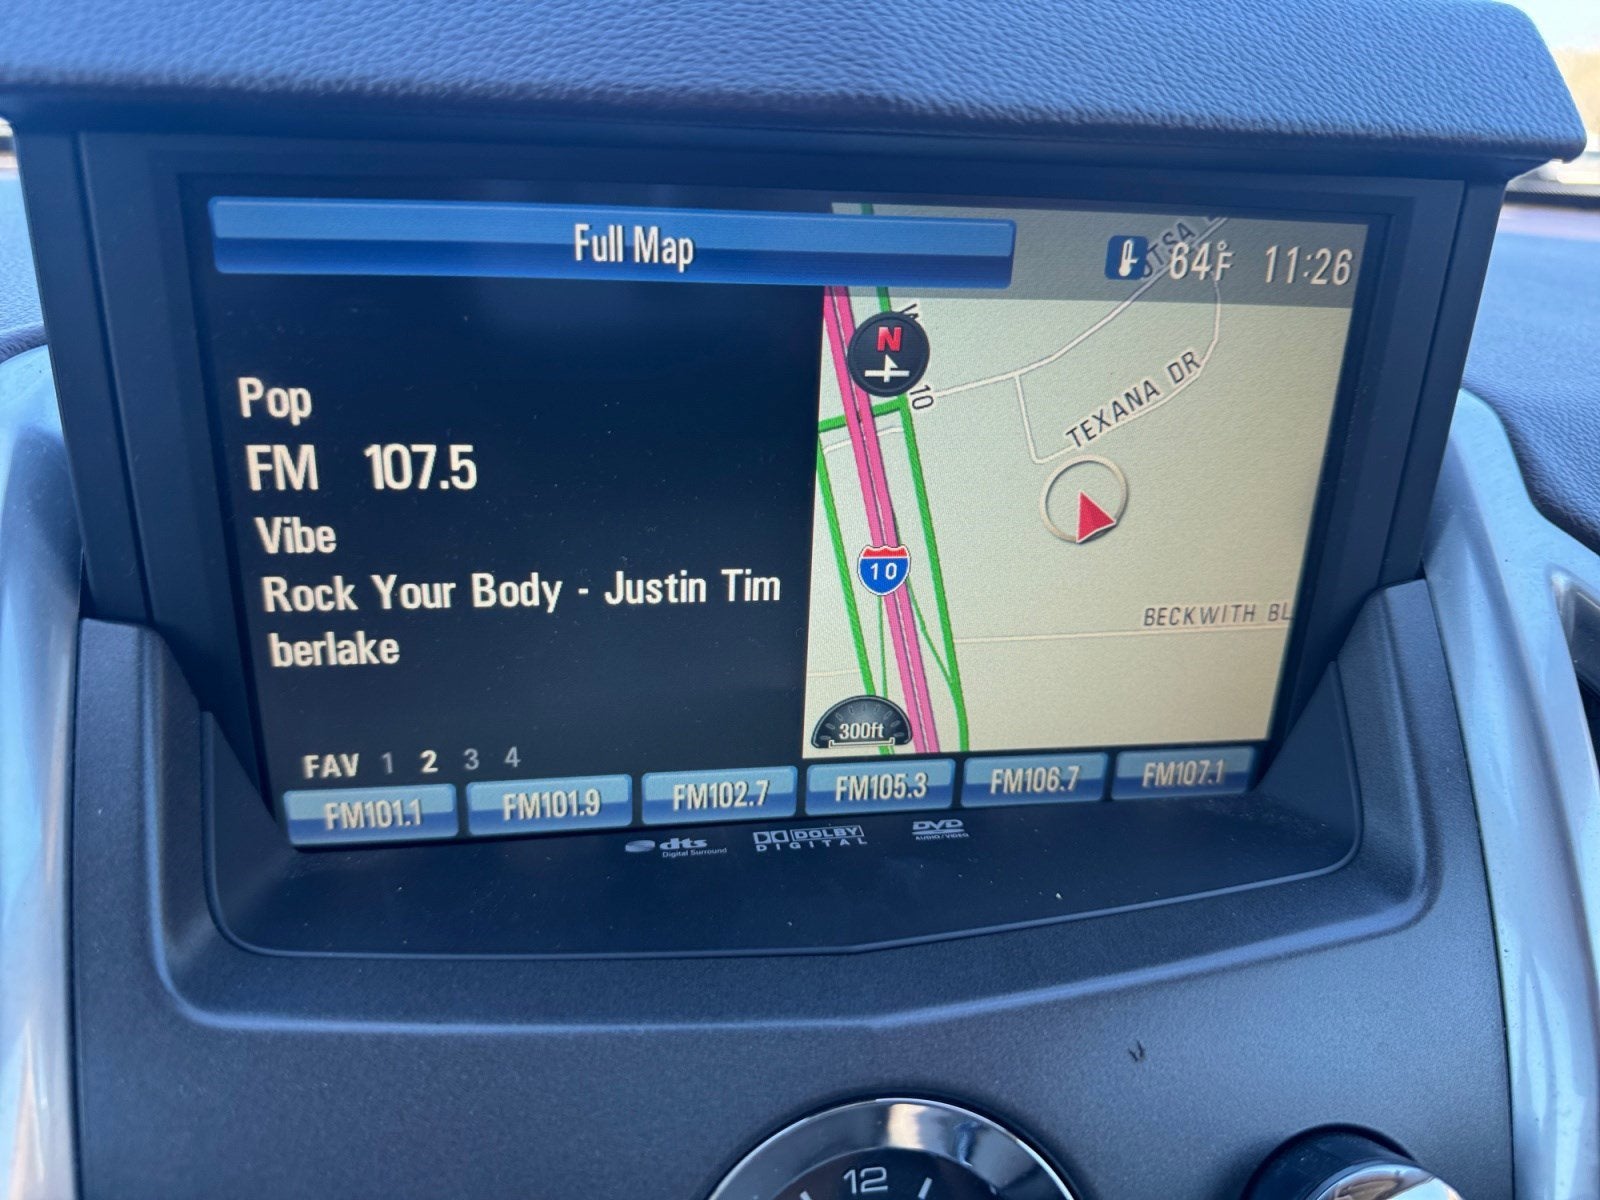 Full Map
64°F 11:26
Pop
FM 107.5
Vibe
Rock Your Body - Justin Tim
berlake
N
10
TEXANA DR
10
BECKWITH BL
300ft
FAV 1 2 3 4
FM101.1 FM101.9 FM102.7 FM105.3 FM106.7 FM107.1
dts
Digital Surround
DOLBY
DIGITAL
DVD
AUDIO/VIDEO
12